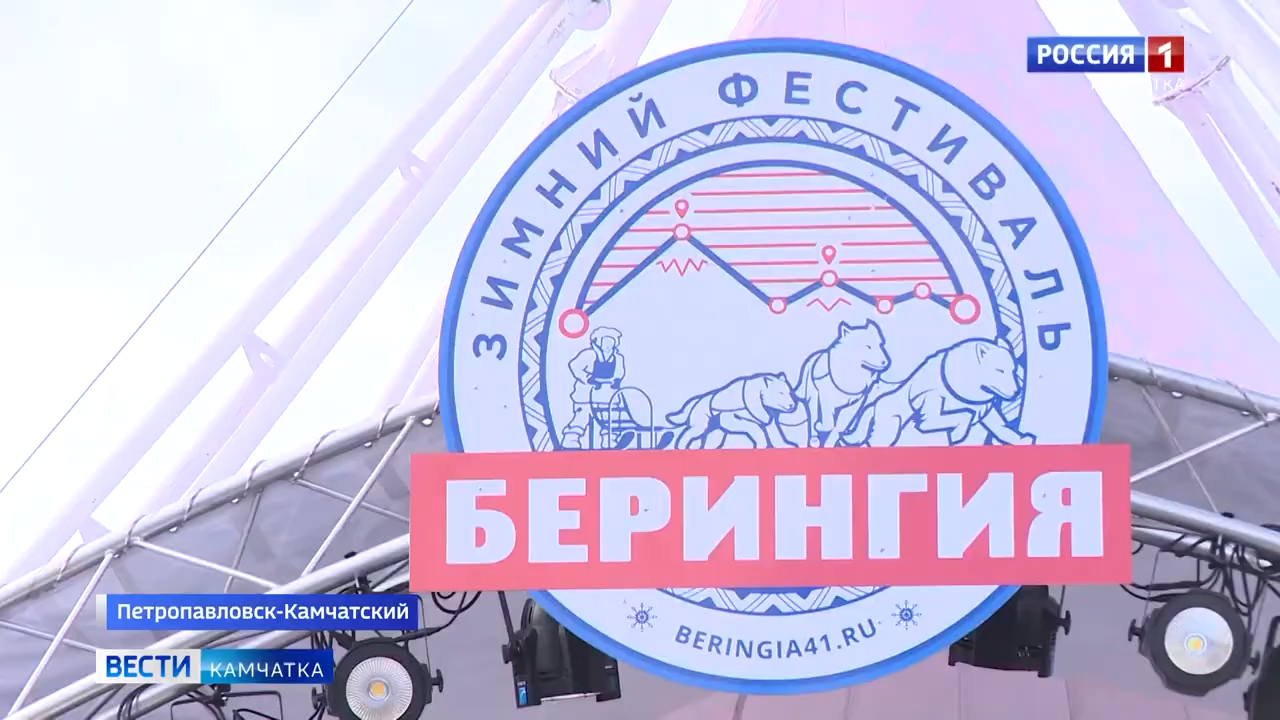 РОССИЯ 1
ЗИМНИЙ ФЕСТИВАЛЬ
БЕРИНГИЯ
BERINGIA41.RU
Петропавловск-Камчатский
ВЕСТИ КАМЧАТКА